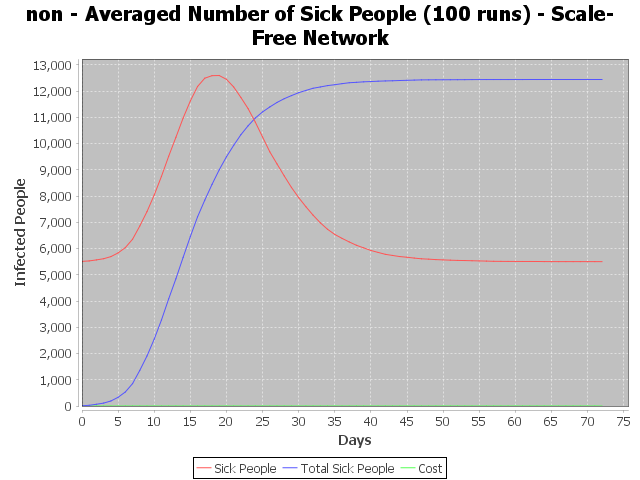 non - Averaged Number of Sick People (100 runs) - Scale-
Free Network
13,000
12,000
11,000
10,000
9,000
8,000
7,000
6,000
5,000
4,000
3,000
2,000
1,000
0
Infected People
0 5 10 15 20 25 30 35 40 45 50 55 60 65 70 75
Days
Sick People Total Sick People Cost